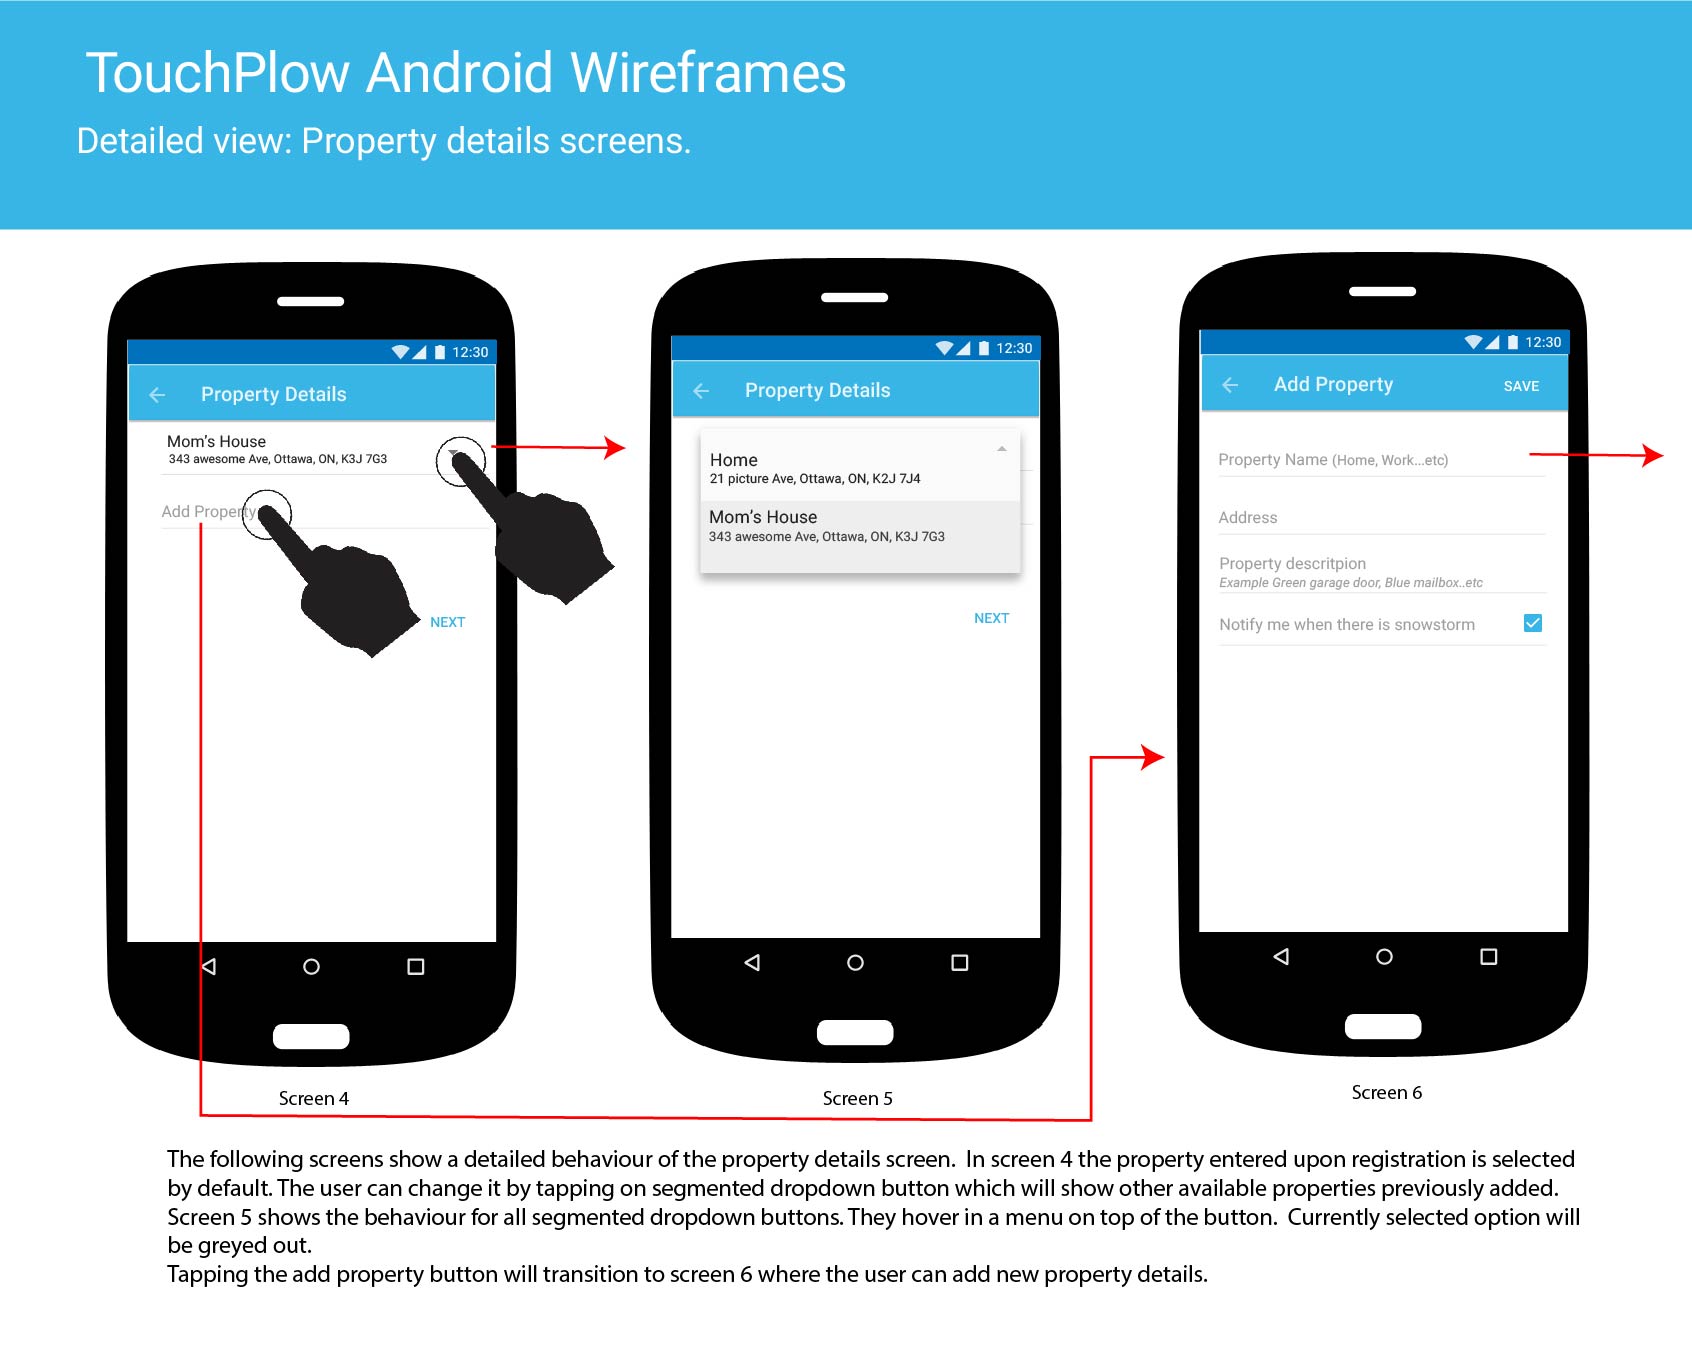 TouchPlow Android Wireframes
Detailed view: Property details screens.
12:30
Property Details
Mom’s House
343 awesome Ave, Ottawa, ON, K3J 7G3
Add Property
NEXT
Screen 4
12:30
Property Details
Home
21 picture Ave, Ottawa, ON, K2J 7J4
Mom’s House
343 awesome Ave, Ottawa, ON, K3J 7G3
NEXT
Screen 5
12:30
Add Property SAVE
Property Name (Home, Work...etc)
Address
Property descritpion
Example Green garage door, Blue mailbox..etc
Notify me when there is snowstorm
Screen 6
The following screens show a detailed behaviour of the property details screen.  In screen 4 the property entered upon registration is selected
by default. The user can change it by tapping on segmented dropdown button which will show other available properties previously added.
Screen 5 shows the behaviour for all segmented dropdown buttons. They hover in a menu on top of the button.  Currently selected option will
be greyed out.
Tapping the add property button will transition to screen 6 where the user can add new property details.